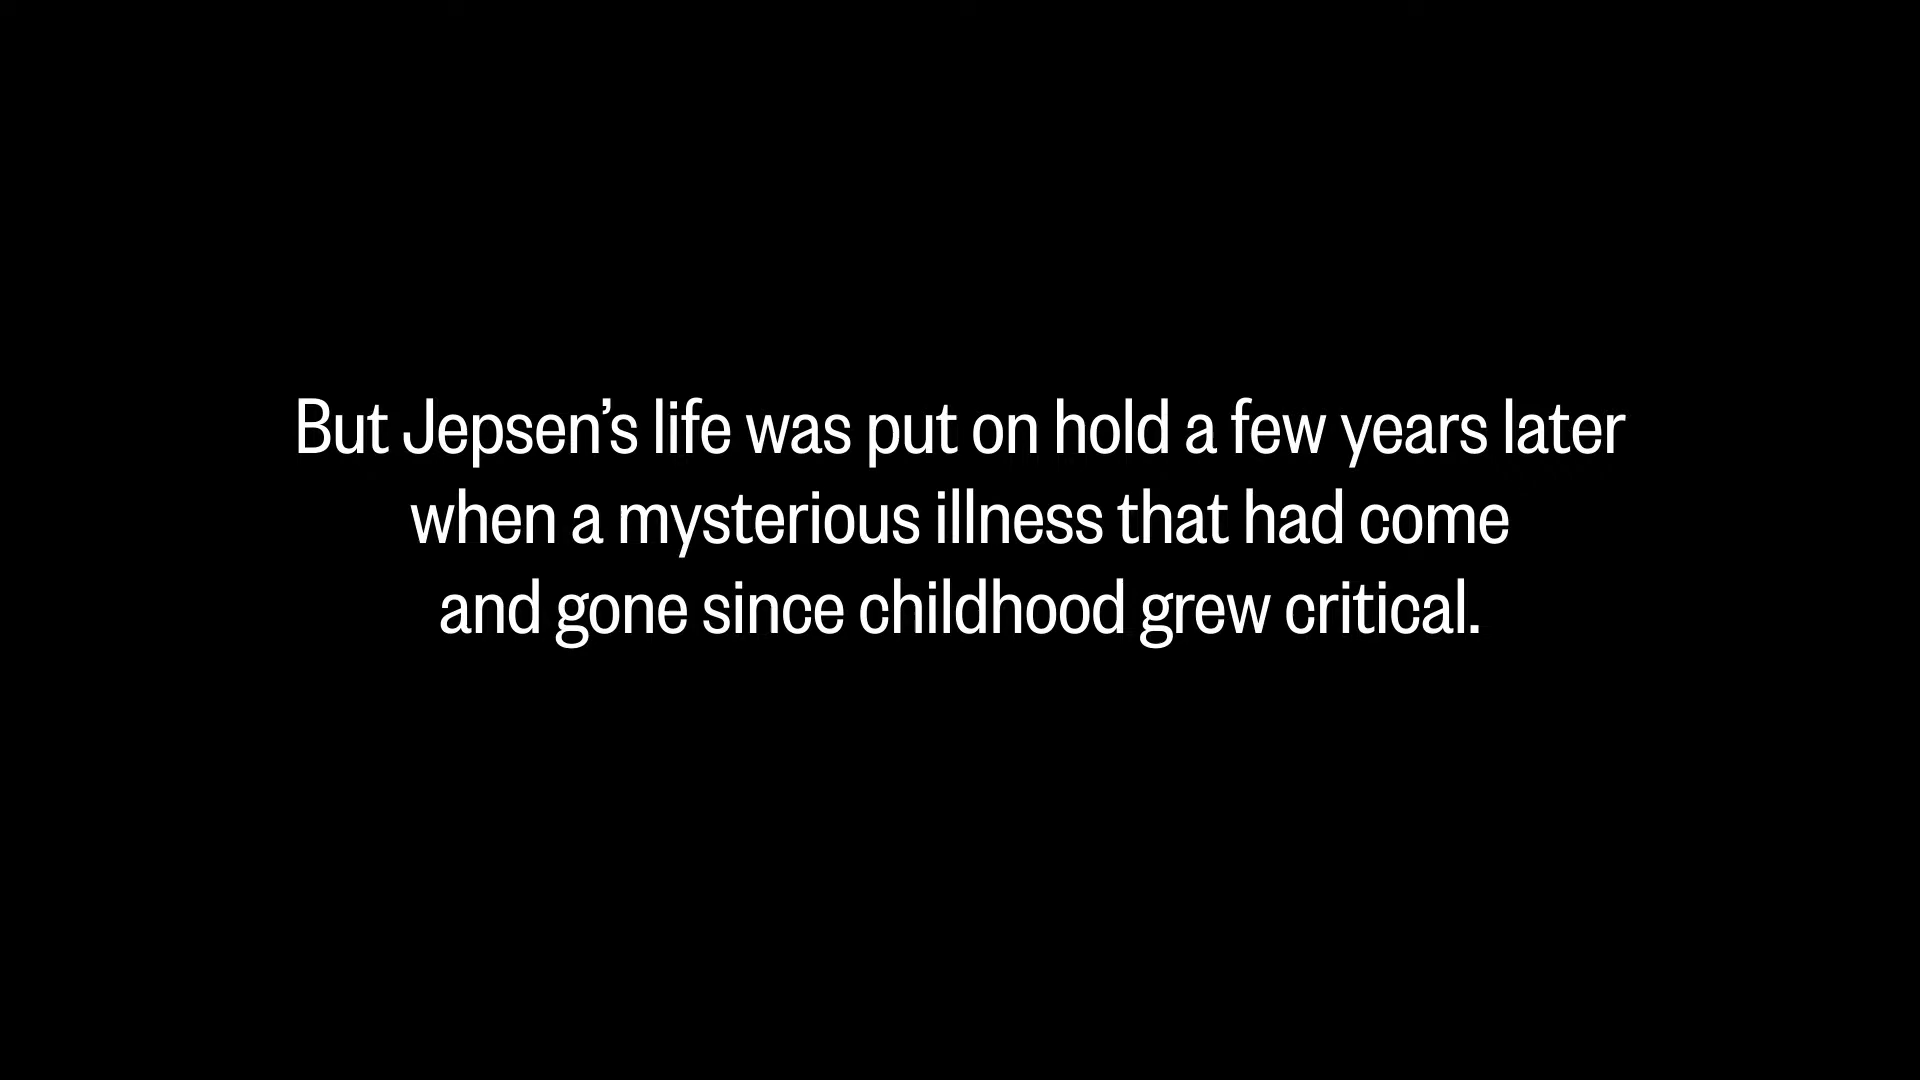 But Jepsen’s life was put on hold a few years later
when a mysterious illness that had come
and gone since childhood grew critical.